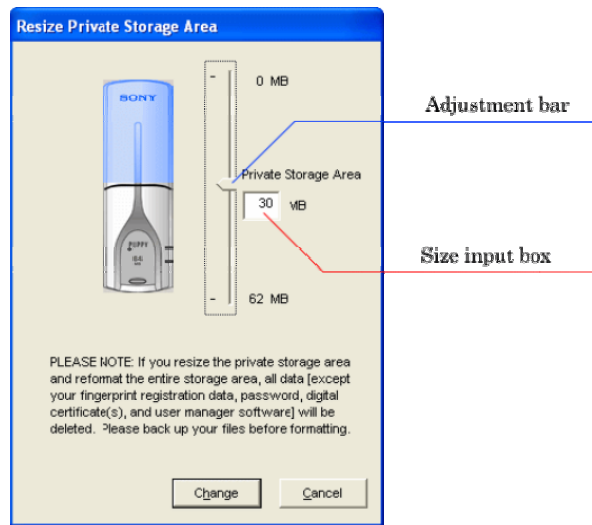 Resize Private Storage Area
0 MB
SONY
Adjustment bar
Private Storage Area
30 MB
PUPPY
64
Size input box
62 MB
PLEASE NOTE: If you resize the private storage area
and reformat the entire storage area, all data [except
your fingerprint registration data, password, digital
certificate(s), and user manager software] will be
deleted. Please back up your files before formatting.
Change Cancel